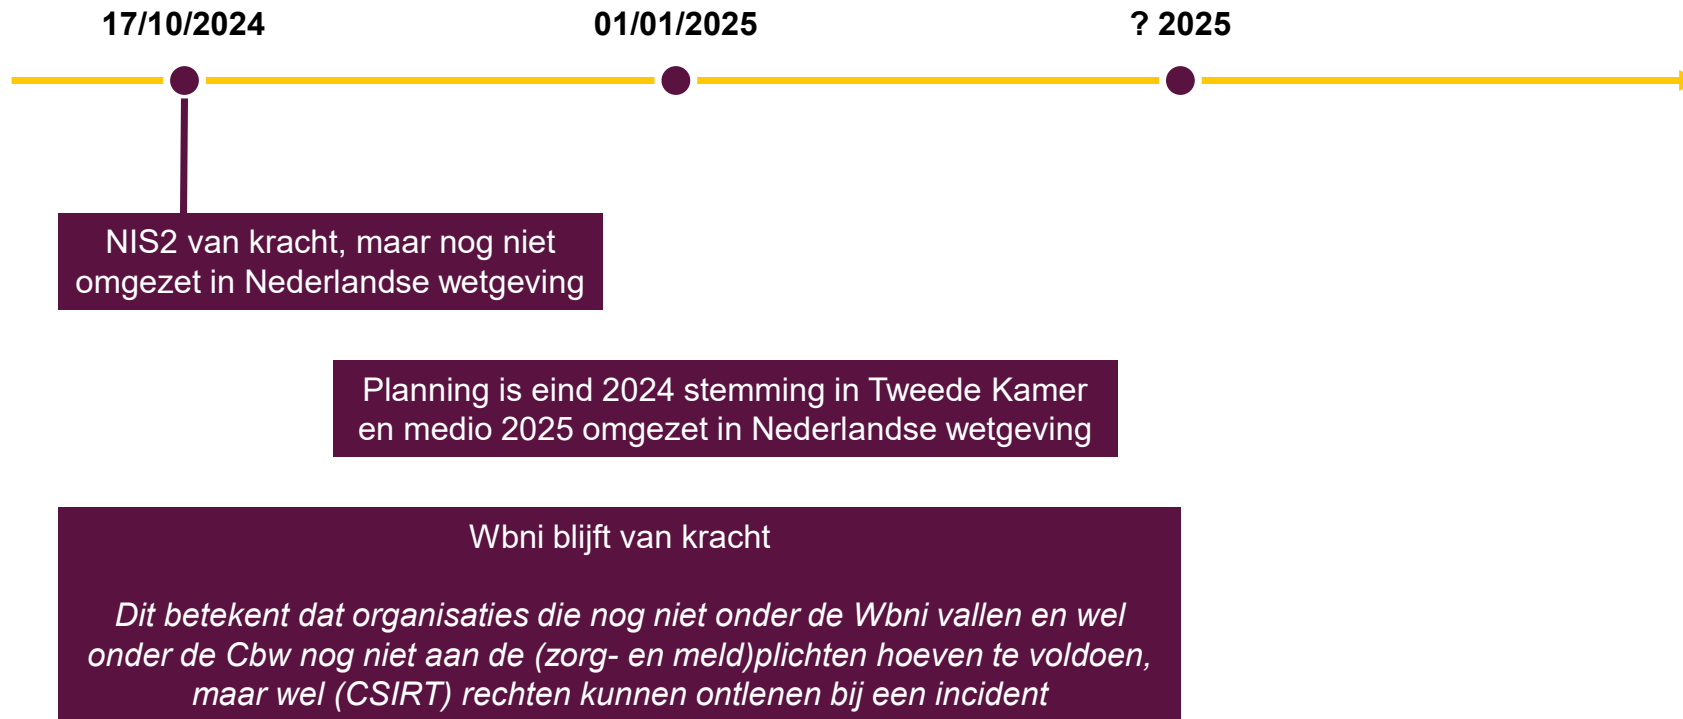 17/10/2024
01/01/2025
? 2025
NIS2 van kracht, maar nog niet
omgezet in Nederlandse wetgeving
Planning is eind 2024 stemming in Tweede Kamer
en medio 2025 omgezet in Nederlandse wetgeving
Wbni blijft van kracht
Dit betekent dat organisaties die nog niet onder de Wbni vallen en wel
onder de Cbw nog niet aan de (zorg- en meld)plichten hoeven te voldoen,
maar wel (CSIRT) rechten kunnen ontlenen bij een incident